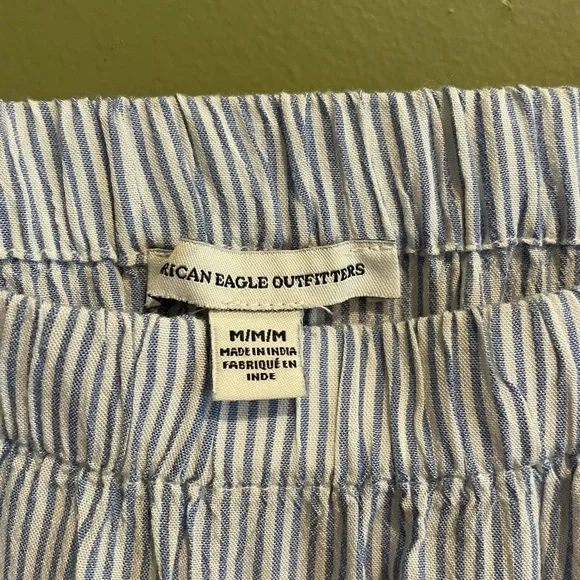 RICAN EAGLE OUTFITTERS
M/M/M
MADE IN INDIA
FABRIQUÉ EN
INDE